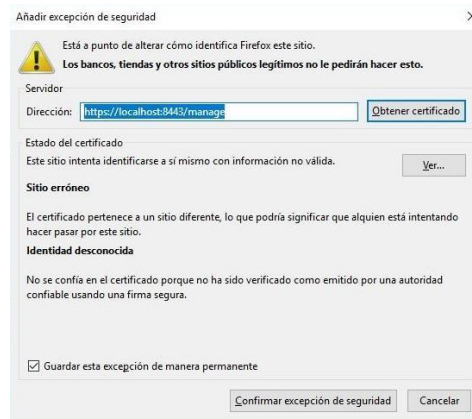 Añadir excepción de seguridad
Está a punto de alterar cómo identifica Firefox este sitio.
Los bancos, tiendas y otros sitios públicos legítimos no le pedirán hacer esto.
Servidor
Dirección: https://localhost:8443/manage Obtener certificado
Estado del certificado
Este sitio intenta identificarse a sí mismo con información no válida. Ver...
Sitio erróneo
El certificado pertenece a un sitio diferente, lo que podría significar que alguien está intentando
hacer pasar por este sitio.
Identidad desconocida
No se confía en el certificado porque no ha sido verificado como emitido por una autoridad
confiable usando una firma segura.
Guardar esta excepción de manera permanente
Confirmar excepción de seguridad Cancelar